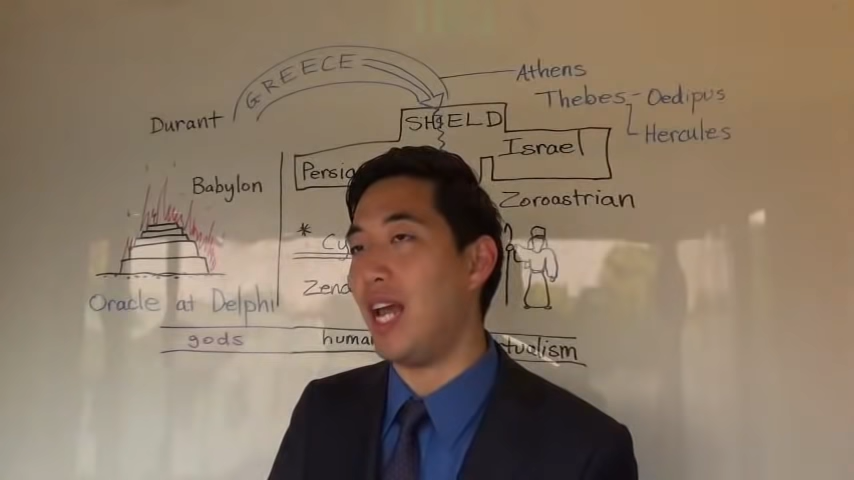 GREECE
Athens
Thebes - Oedipus
Hercules
Durant
SHIELD
Israel
Babylon
Zoroastrian
Oracle at Delphi
gods